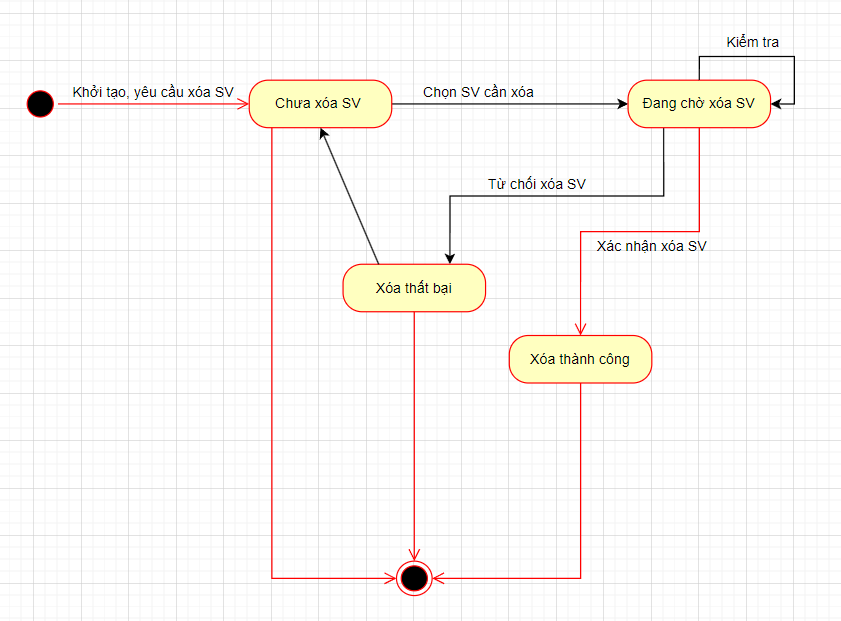 Kiểm tra
Khởi tạo, yêu cầu xóa SV
Chưa xóa SV
Chọn SV cần xóa
Đang chờ xóa SV
Từ chối xóa SV
Xác nhận xóa SV
Xóa thất bại
Xóa thành công